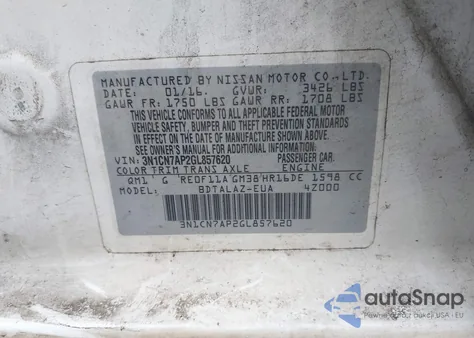 MANUFACTURED BY NISSAN MOTOR CO., LTD.
DATE: 01/16. GVWR: 3426 LBS
GAWR FR: 1750 LBS GAWR RR: 1708 LBS
THIS VEHICLE CONFORMS TO ALL APPLICABLE FEDERAL MOTOR
VEHICLE SAFETY, BUMPER AND THEFT PREVENTION STANDARDS
IN EFFECT ON THE DATE OF MANUFACTURE SHOWN ABOVE.
SEE OWNER'S MANUAL FOR ADDITIONAL INFORMATION.
VIN: 3N1CN7AP2GL857620 PASSENGER CAR.
COLOR TRIM TRANS AXLE ENGINE
QM1 G RE0F11A GM38 HR16DE 1598 CC
MODEL: BDTALAZ-EUA 4Z000
3N1CN7AP2GL857620
autaSnap